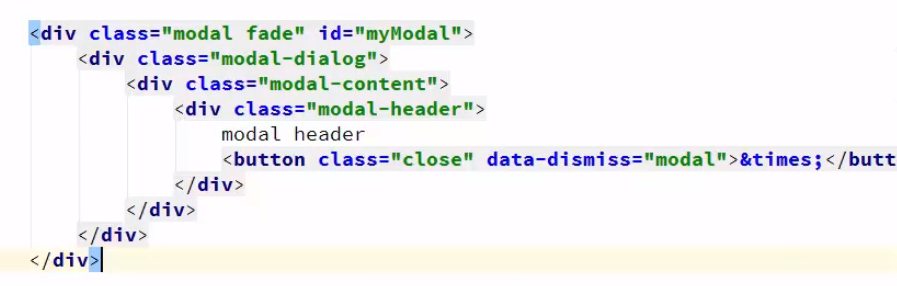 <div class="modal fade" id="myModal">
<div class="modal-dialog">
<div class="modal-content">
<div class="modal-header">
modal header
<button class="close" data-dismiss="modal">&times;</butt
</div>
</div>
</div>
</div>